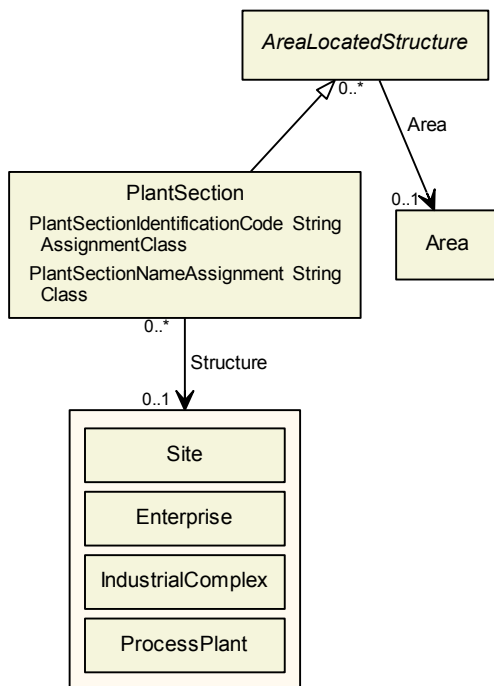 AreaLocatedStructure
0..*
Area
0..1
Area
PlantSection
PlantSectionIdentificationCode String
AssignmentClass
PlantSectionNameAssignment String
Class
0..*
Structure
0..1
Site
Enterprise
IndustrialComplex
ProcessPlant